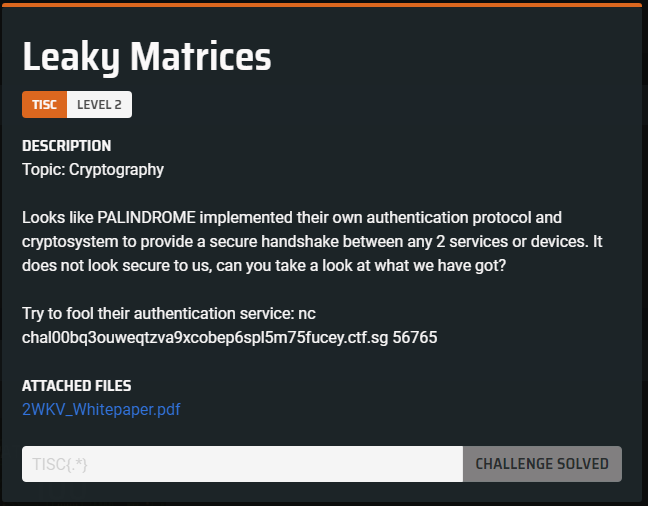 Leaky Matrices
TISC LEVEL 2
DESCRIPTION
Topic: Cryptography
Looks like PALINDROME implemented their own authentication protocol and
cryptosystem to provide a secure handshake between any 2 services or devices. It
does not look secure to us, can you take a look at what we have got?
Try to fool their authentication service: nc
chal00bq3ouweqtzva9xcobep6spl5m75fucey.ctf.sg 56765
ATTACHED FILES
2WKV_Whitepaper.pdf
TISC{.*} CHALLENGE SOLVED